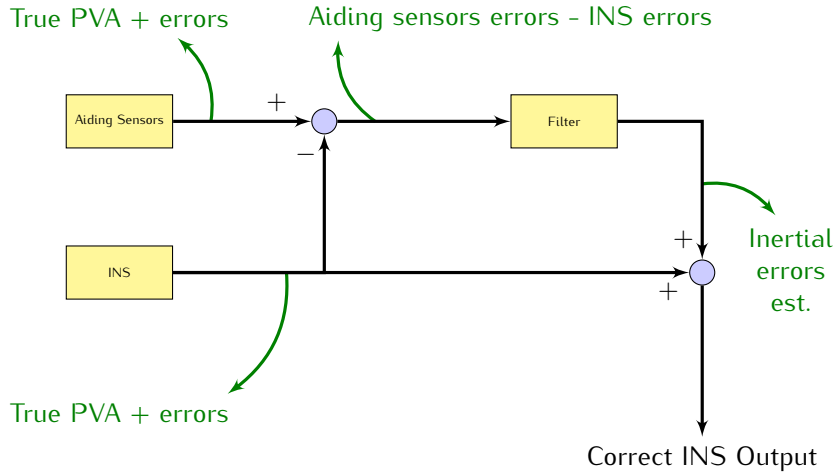 True PVA + errors
Aiding sensors errors - INS errors
Aiding Sensors
+
Filter
−
INS
+
+
Inertial
errors
est.
True PVA + errors
Correct INS Output